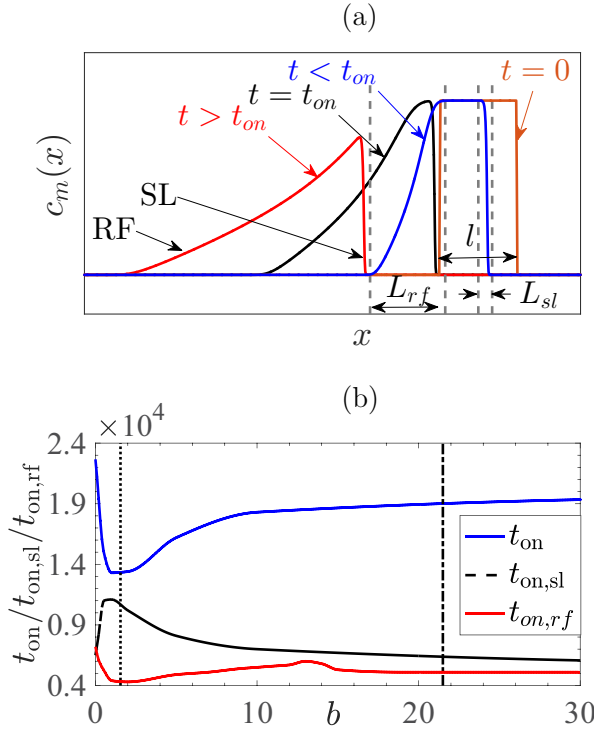 (a)
t < t_on
t = 0
t = t_on
t > t_on
SL
RF
l
L_rf
L_sl
c_m(x)
x
(b)
×10^4
2.4
1.9
1.4
0.9
0.4
t_on/t_on,sl/t_on,rf
t_on
t_on,sl
t_on,rf
0 10 20 30
b